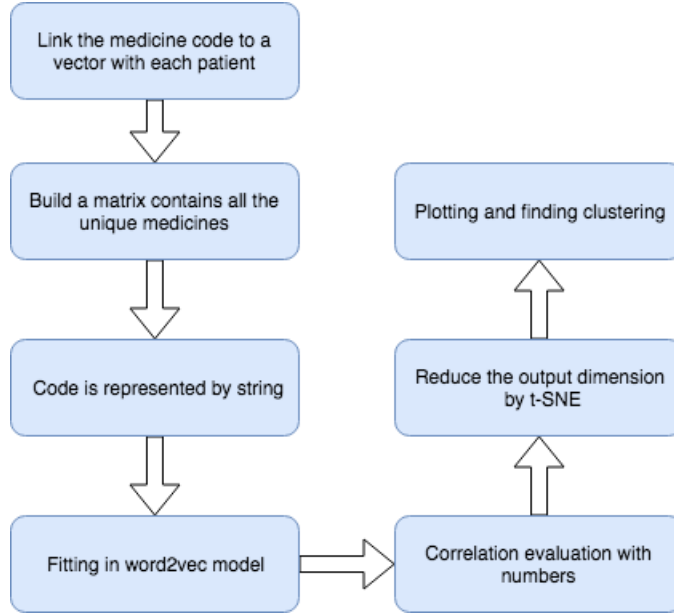 Link the medicine code to a
vector with each patient
Build a matrix contains all the
unique medicines
Code is represented by string
Fitting in word2vec model
Correlation evaluation with
numbers
Reduce the output dimension
by t-SNE
Plotting and finding clustering